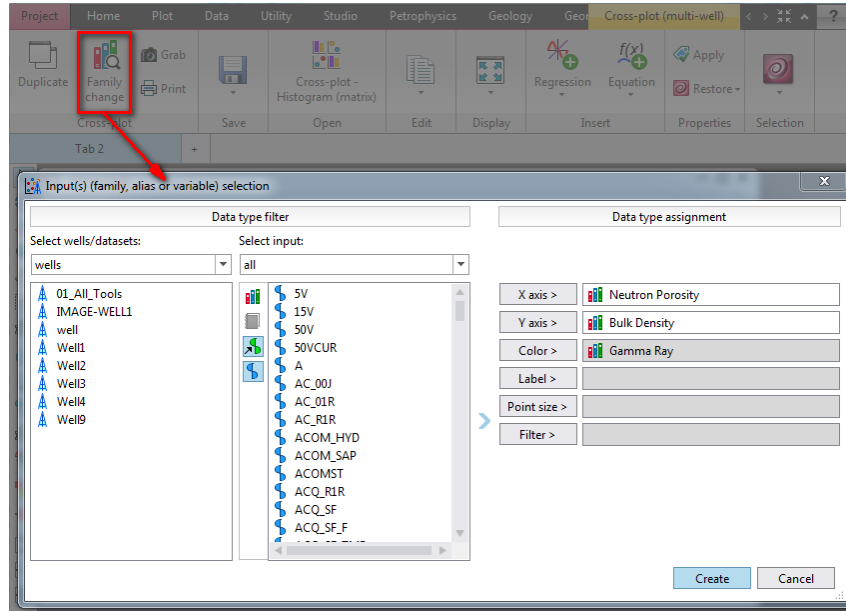 Project Home Plot Data Utility Studio Petrophysics Geology Geor Cross-plot (multi-well) ?
Grab
Duplicate Family change Print
Cross-plot - Histogram (matrix)
Regression
f(x) Equation
Apply
Restore
Cross-plot Save Open Edit Display Insert Properties Selection
Tab 2 +
Input(s) (family, alias or variable) selection x
Data type filter Data type assignment
Select wells/datasets: Select input:
wells all
01_All_Tools
IMAGE-WELL1
well
Well1
Well2
Well3
Well4
Well9
5V
15V
50V
50VCUR
A
AC_00J
AC_01R
AC_R1R
ACOM_HYD
ACOM_SAP
ACOMST
ACQ_R1R
ACQ_SF
ACQ_SF_F
X axis > Neutron Porosity
Y axis > Bulk Density
Color > Gamma Ray
Label >
Point size >
Filter >
Create Cancel